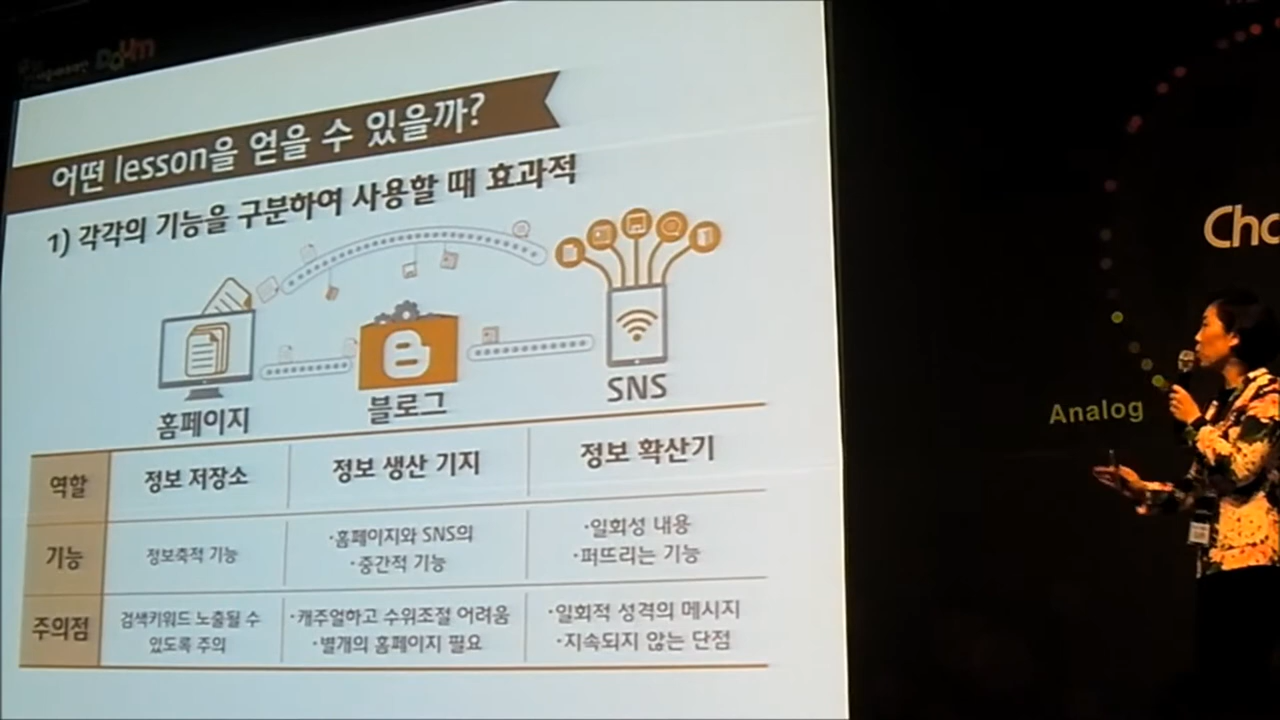 Daum
어떤 lesson을 얻을 수 있을까?
1) 각각의 기능을 구분하여 사용할 때 효과적
홈페이지
블로그
SNS
역할
정보 저장소
정보 생산 기지
정보 확산기
기능
정보축적 기능
·홈페이지와 SNS의
·중간적 기능
·일회성 내용
·퍼뜨리는 기능
주의점
검색키워드 노출될 수
있도록 주의
·캐주얼하고 수위조절 어려움
·별개의 홈페이지 필요
·일회적 성격의 메시지
·지속되지 않는 단점
Cha
Analog